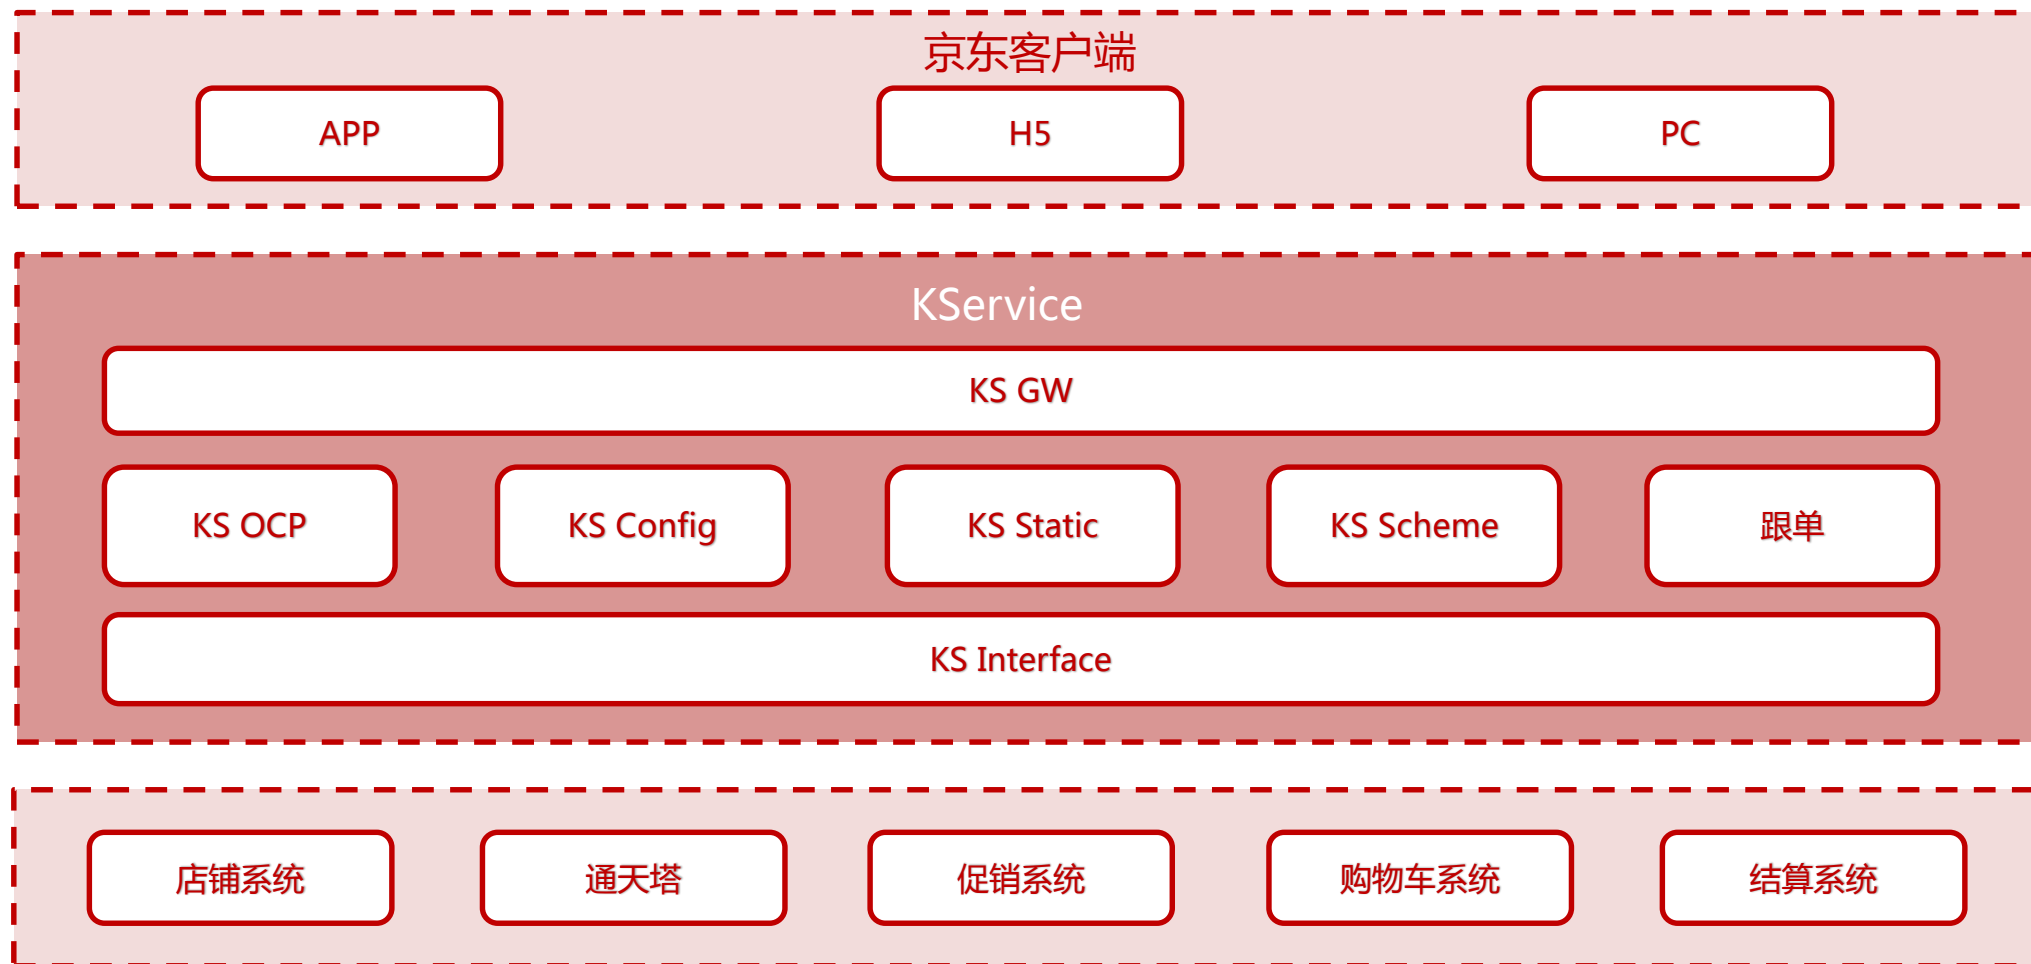 京东客户端
APP
H5
PC
KService
KS GW
KS OCP
KS Config
KS Static
KS Scheme
跟单
KS Interface
店铺系统
通天塔
促销系统
购物车系统
结算系统